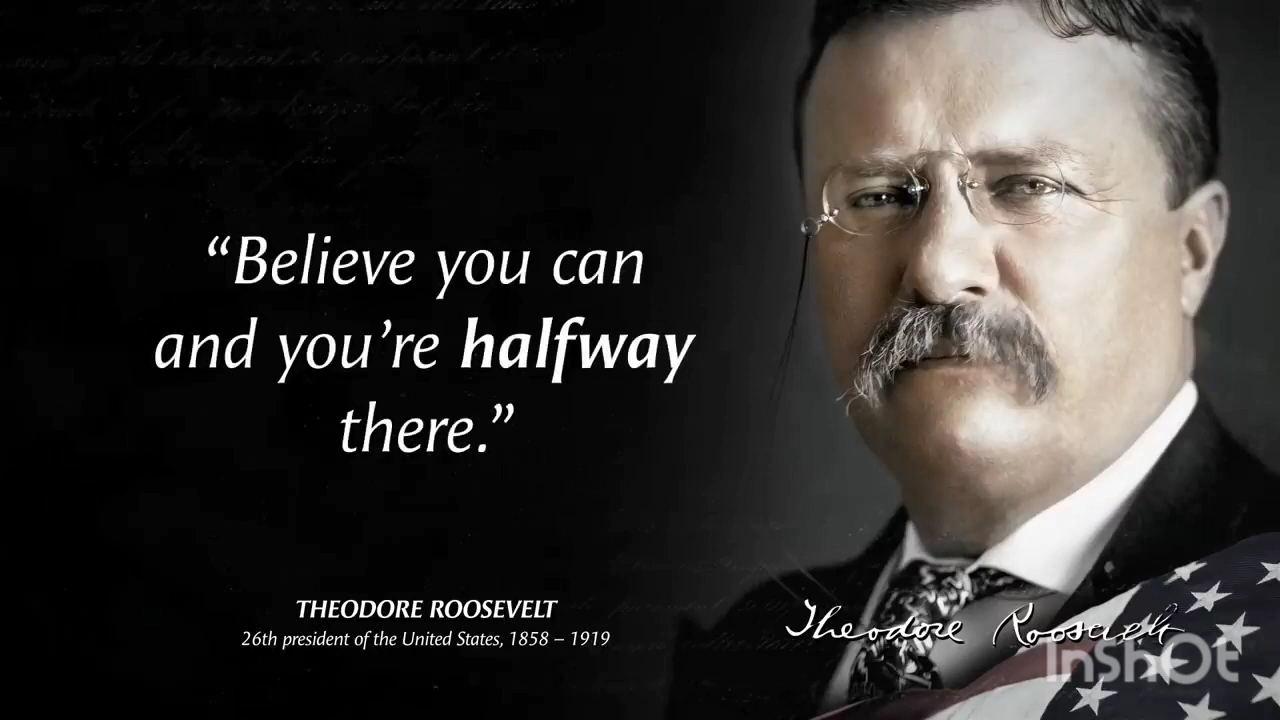 “Believe you can
and you’re halfway
there.”
THEODORE ROOSEVELT
26th president of the United States, 1858 – 1919
Theodore Roosevelt
InShOt